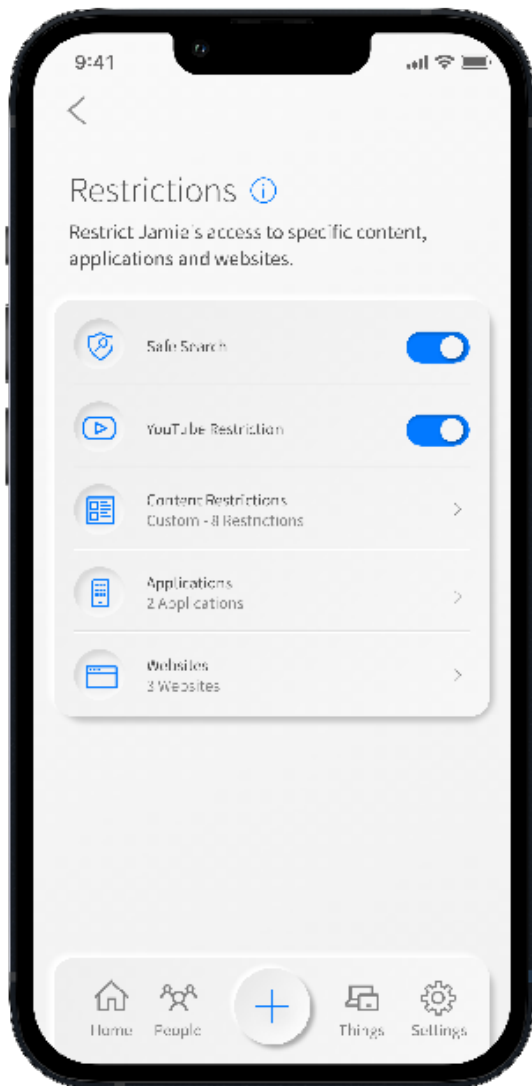 9:41
Restrictions
Restrict Jamie's access to specific content,
applications and websites.
Safe Search
YouTube Restriction
Content Restrictions
Custom - 8 Restrictions
Applications
2 Applications
Websites
3 Websites
Home People Things Settings